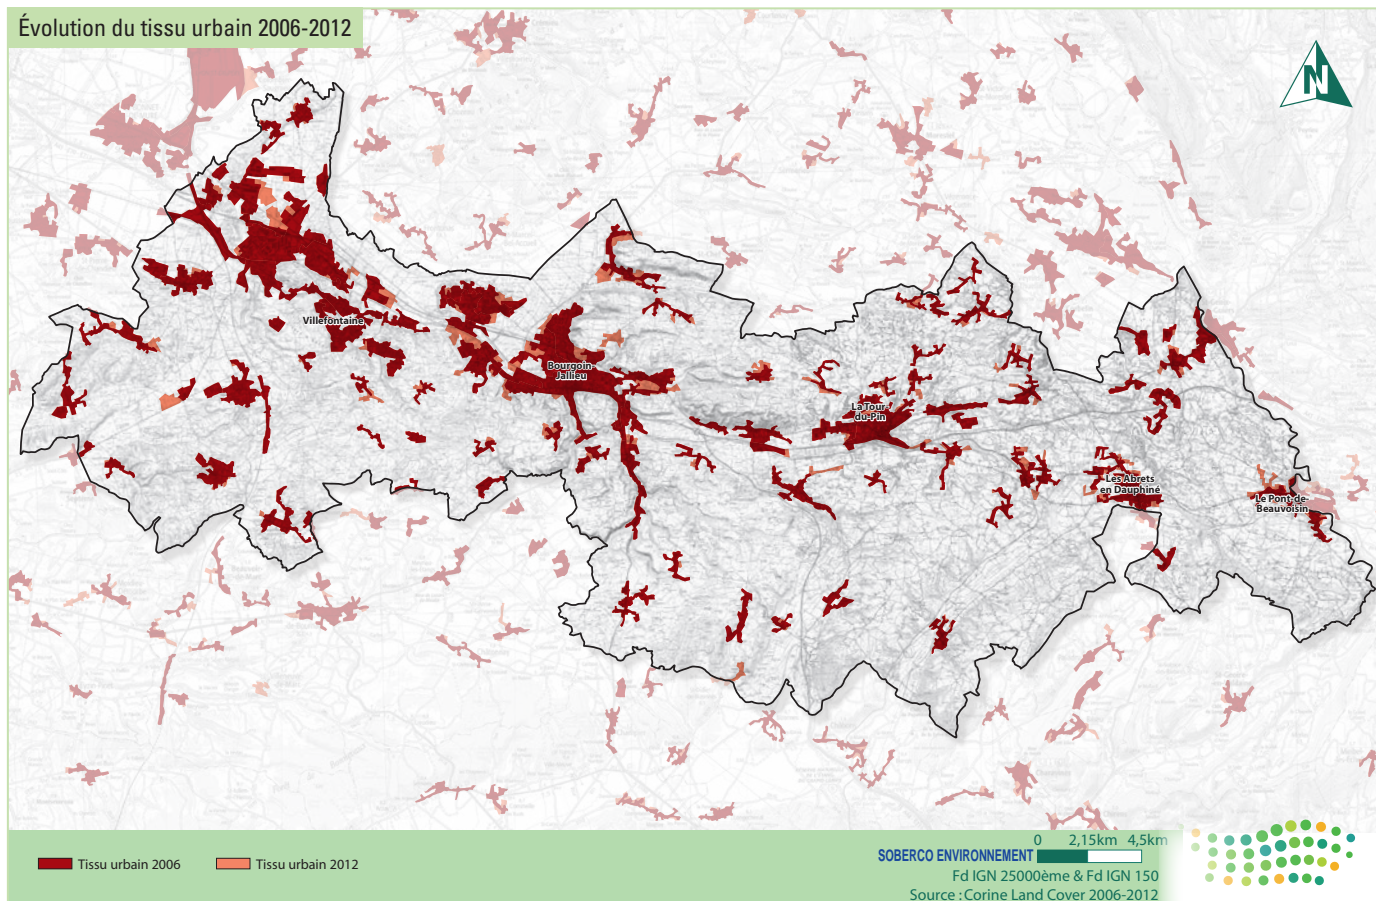 Évolution du tissu urbain 2006-2012
N
Villefontaine
Bourgoin-
Jallieu
La Tour-
du-Pin
Les Abrets
en Dauphiné
Le Pont-de-
Beauvoisin
Tissu urbain 2006
Tissu urbain 2012
0 2,15km 4,5km
SOBERCO ENVIRONNEMENT
Fd IGN 25000ème & Fd IGN 150
Source : Corine Land Cover 2006-2012